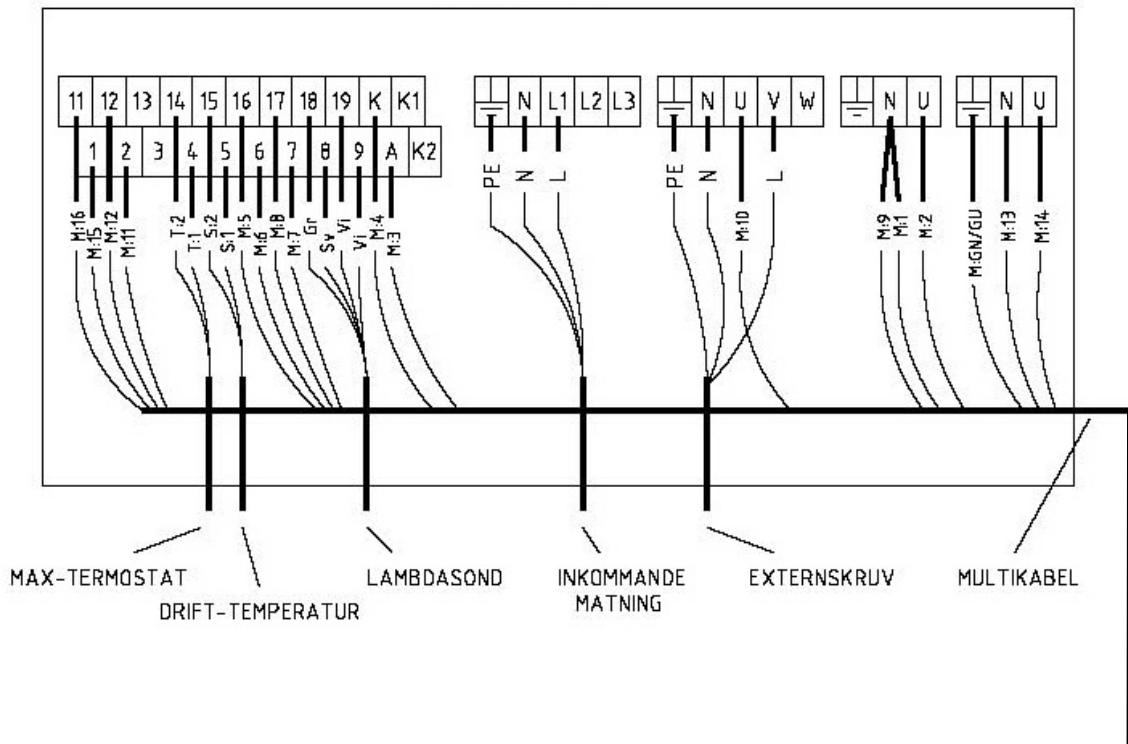 11 12 13 14 15 16 17 18 19 K K1
N L1 L2 L3
N U V W
N U
N U
1 2 3 4 5 6 7 8 9 A K2
M:16 M:15 M:12 M:11 T:2 T:1 S:2 S:1 M:5 M:6 M:8 M:7 Gr Sv Vi Vi M:4 M:3
PE N L
PE N M:10 L
M:9 M:1 M:2
M:GN/GU M:13 M:14
MAX-TERMOSTAT
DRIFT-TEMPERATUR
LAMBDASOND
INKOMMANDE
MATNING
EXTERNSKRUV
MULTIKABEL